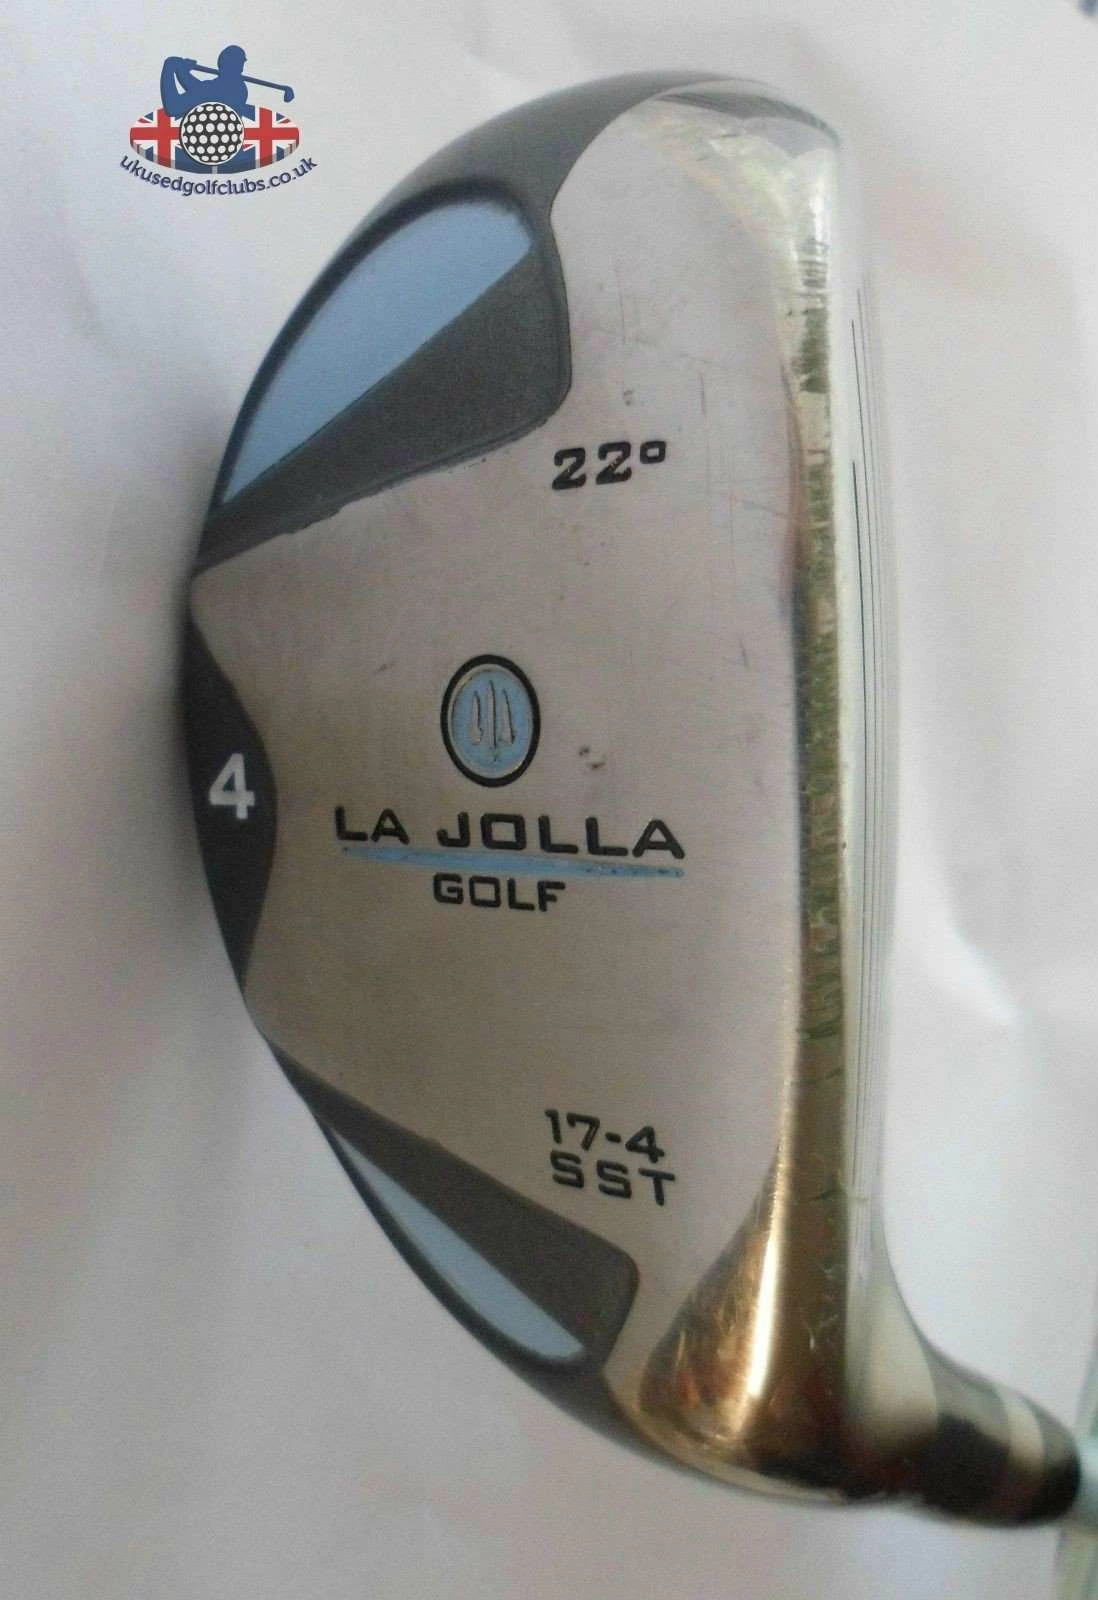 ukusedgolfclubs.co.uk
22°
4
LA JOLLA
GOLF
17-4
SST